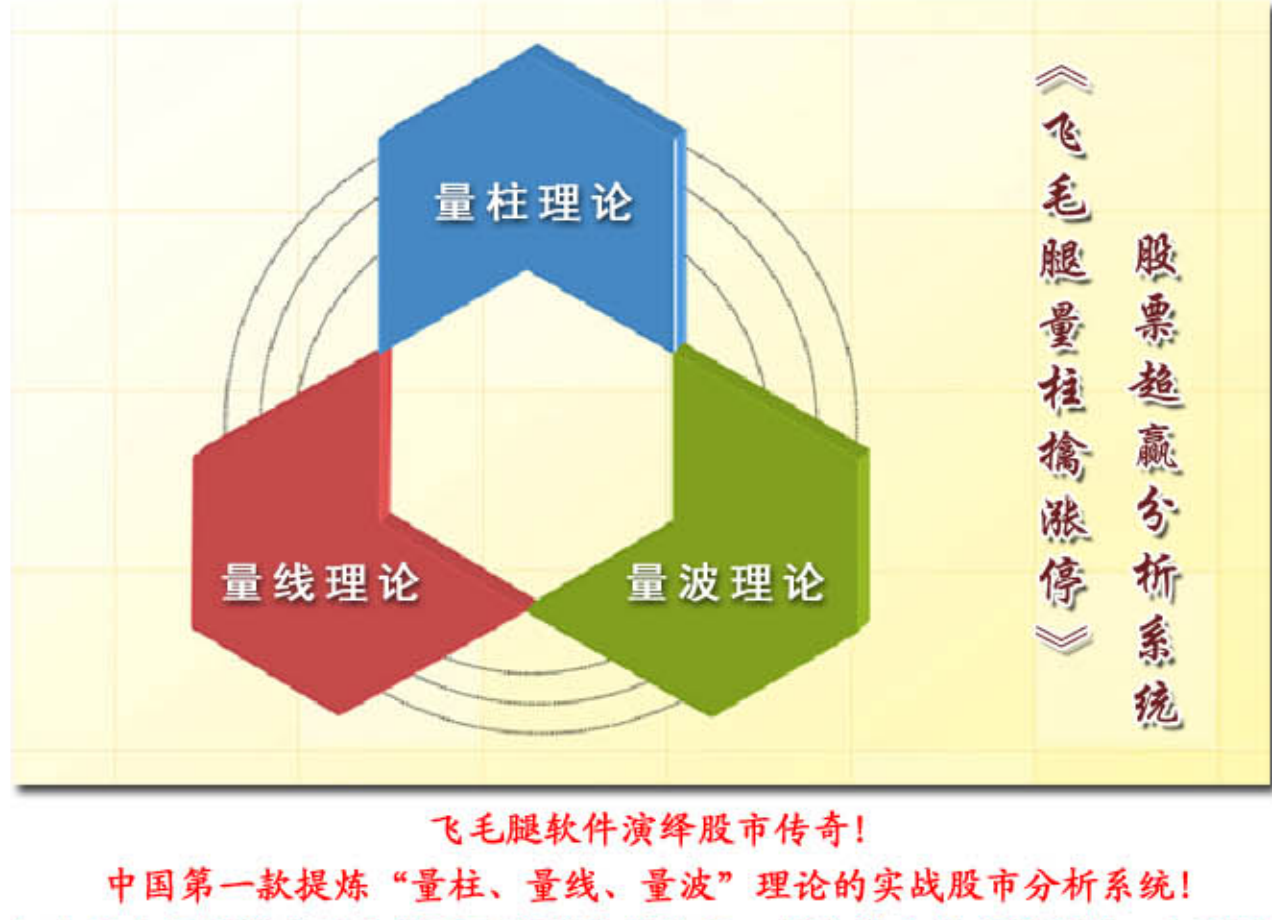 量柱理论
量线理论
量波理论
《飞毛腿量柱擒涨停》
股票超赢分析系统
飞毛腿软件演绎股市传奇!
中国第一款提炼“量柱、量线、量波”理论的实战股市分析系统!